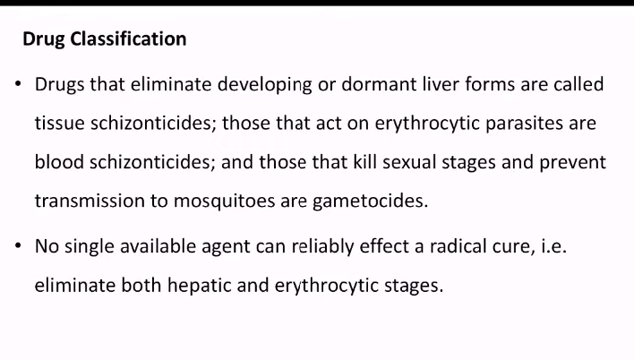 Drug Classification
• Drugs that eliminate developing or dormant liver forms are called
tissue schizonticides; those that act on erythrocytic parasites are
blood schizonticides; and those that kill sexual stages and prevent
transmission to mosquitoes are gametocides.
• No single available agent can reliably effect a radical cure, i.e.
eliminate both hepatic and erythrocytic stages.